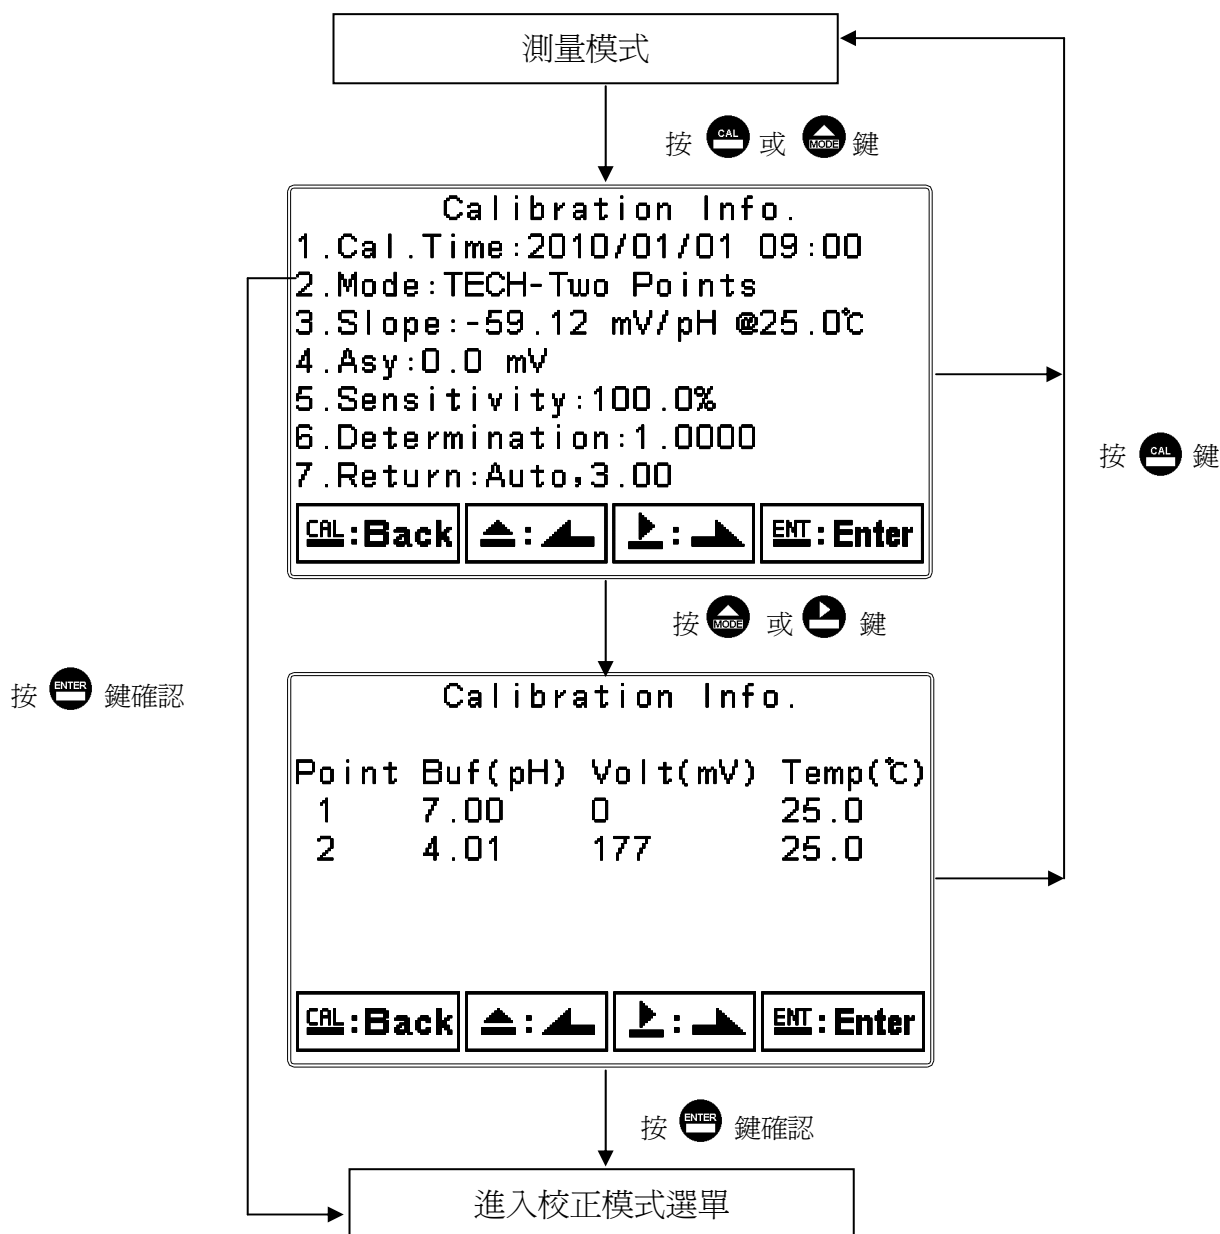 測量模式
按 CAL 或 MODE 鍵
Calibration Info.
1.Cal.Time:2010/01/01 09:00
2.Mode:TECH-Two Points
3.Slope:-59.12 mV/pH @25.0℃
4.Asy:0.0 mV
5.Sensitivity:100.0%
6.Determination:1.0000
7.Return:Auto,3.00
CAL:Back ENT:Enter
按 CAL 鍵
按 MODE 或 鍵
按 ENTER 鍵確認
Calibration Info.
Point Buf(pH) Volt(mV) Temp(℃)
1 7.00 0 25.0
2 4.01 177 25.0
CAL:Back ENT:Enter
按 ENTER 鍵確認
進入校正模式選單